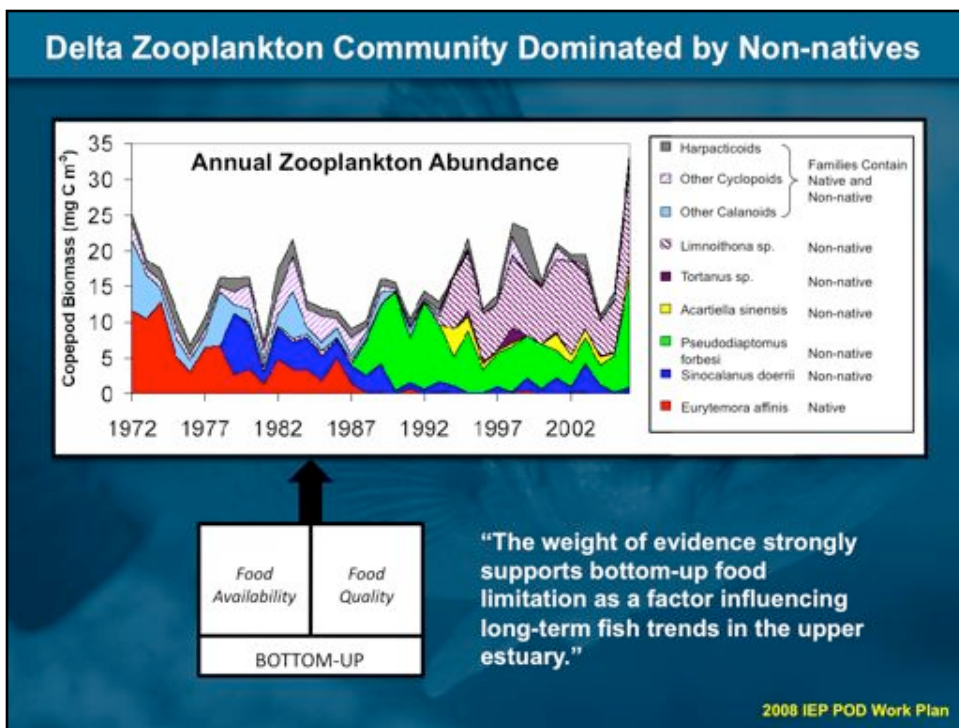 Delta Zooplankton Community Dominated by Non-natives
Annual Zooplankton Abundance
Copepod Biomass (mg C m⁻³)
35
30
25
20
15
10
5
0
1972 1977 1982 1987 1992 1997 2002
Harpacticoids
Other Cyclopoids
Other Calanoids
Families Contain
Native and
Non-native
Limnoithona sp. Non-native
Tortanus sp. Non-native
Acartiella sinensis Non-native
Pseudodiaptomus
forbesi Non-native
Sinocalanus doerrii Non-native
Eurytemora affinis Native
Food
Availability
Food
Quality
BOTTOM-UP
“The weight of evidence strongly
supports bottom-up food
limitation as a factor influencing
long-term fish trends in the upper
estuary.”
2008 IEP POD Work Plan